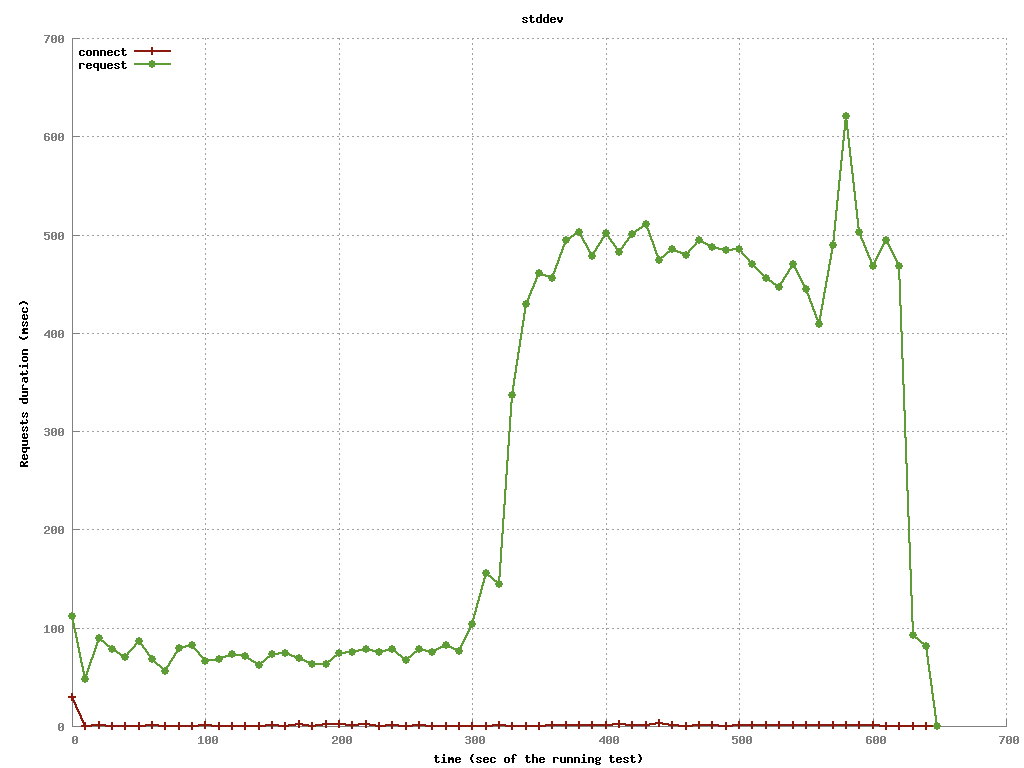 stddev
700
connect
request
600
500
400
300
200
100
0
Requests duration (msec)
0 100 200 300 400 500 600 700
time (sec of the running test)